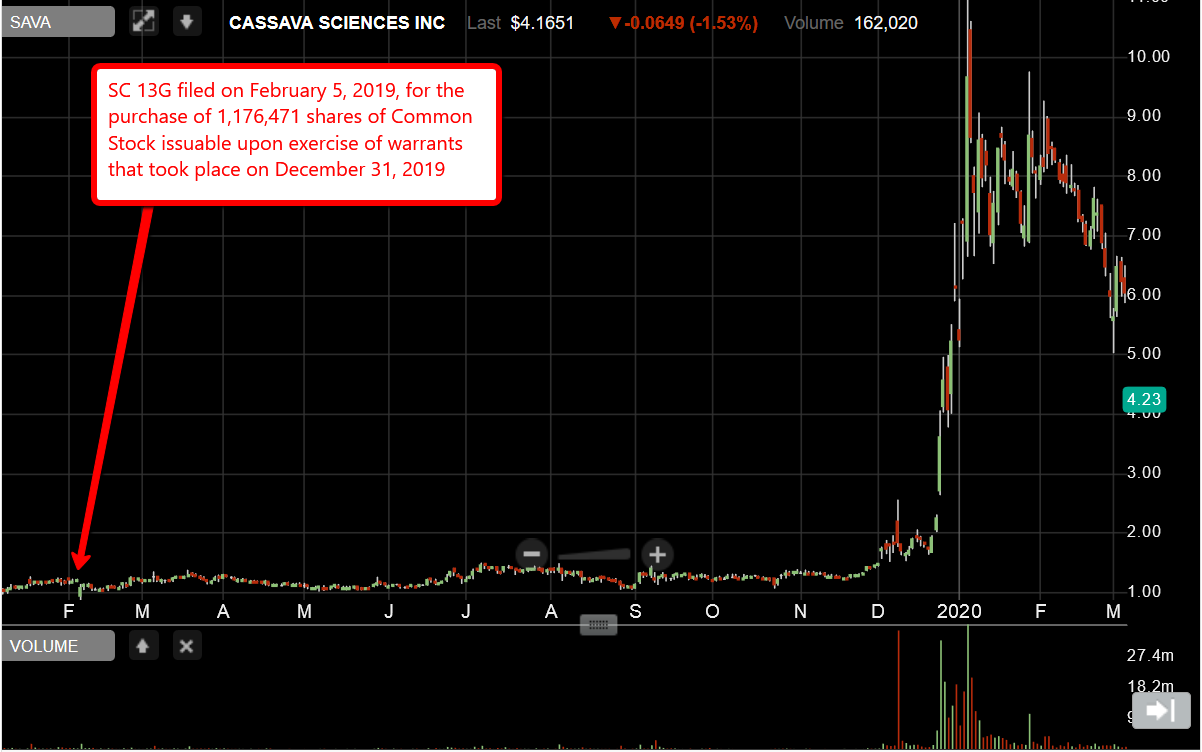 SAVA CASSAVA SCIENCES INC Last $4.1651 ▼-0.0649 (-1.53%) Volume 162,020
SC 13G filed on February 5, 2019, for the
purchase of 1,176,471 shares of Common
Stock issuable upon exercise of warrants
that took place on December 31, 2019
10.00
9.00
8.00
7.00
6.00
5.00
4.23
4.00
3.00
2.00
1.00
F M A M J J A S O N D 2020 F M
VOLUME
27.4m
18.2m